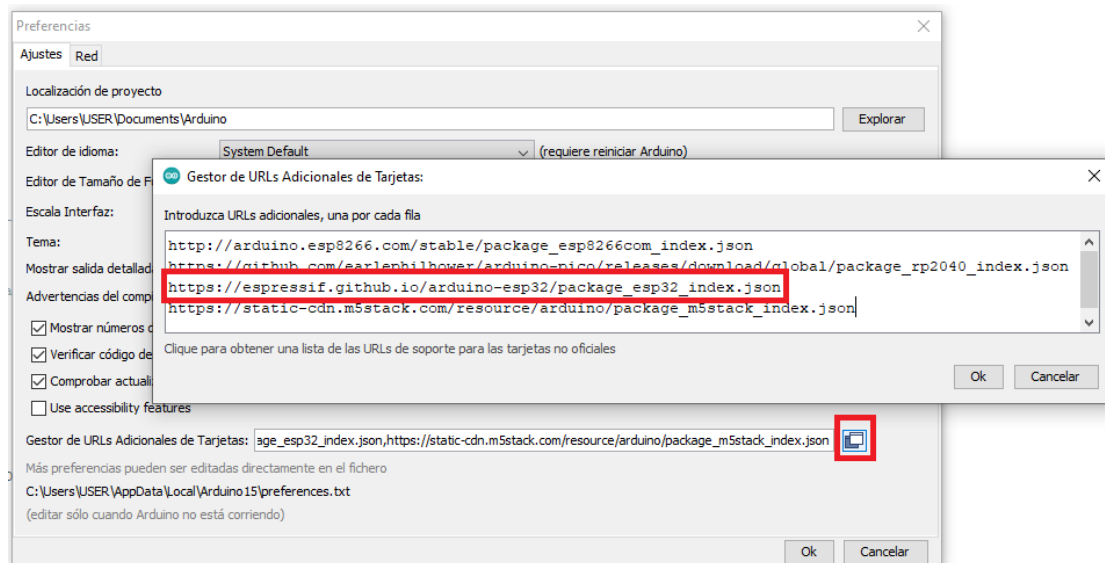 Preferencias
Ajustes Red
Localización de proyecto
C:\Users\USER\Documents\Arduino Explorar
Editor de idioma: System Default (requiere reiniciar Arduino)
Editor de Tamaño de
Gestor de URLs Adicionales de Tarjetas:
Escala Interfaz:
Introduzca URLs adicionales, una por cada fila
Tema:
http://arduino.esp8266.com/stable/package_esp8266com_index.json
Mostrar salida detallad
https://github.com/earlephilhower/arduino-pico/releases/download/global/package_rp2040_index.json
https://espressif.github.io/arduino-esp32/package_esp32_index.json
Advertencias del comp
https://static-cdn.m5stack.com/resource/arduino/package_m5stack_index.json
Mostrar números
Verificar código de
Clique para obtener una lista de las URLs de soporte para las tarjetas no oficiales
Comprobar actuali
Ok Cancelar
Use accessibility features
Gestor de URLs Adicionales de Tarjetas: age_esp32_index.json,https://static-cdn.m5stack.com/resource/arduino/package_m5stack_index.json
Más preferencias pueden ser editadas directamente en el fichero
C:\Users\USER\AppData\Local\Arduino15\preferences.txt
(editar sólo cuando Arduino no está corriendo)
Ok Cancelar